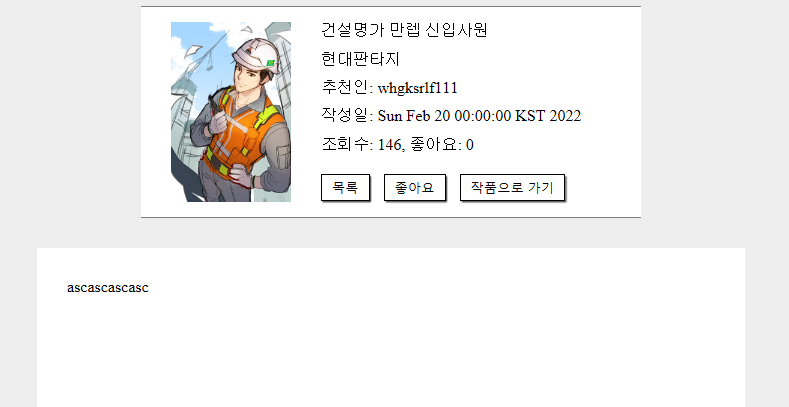 건설명가 만렙 신입사원
현대판타지
추천인: whgksrlf111
작성일: Sun Feb 20 00:00:00 KST 2022
조회수: 146, 좋아요: 0
목록 좋아요 작품으로 가기
ascascascasc